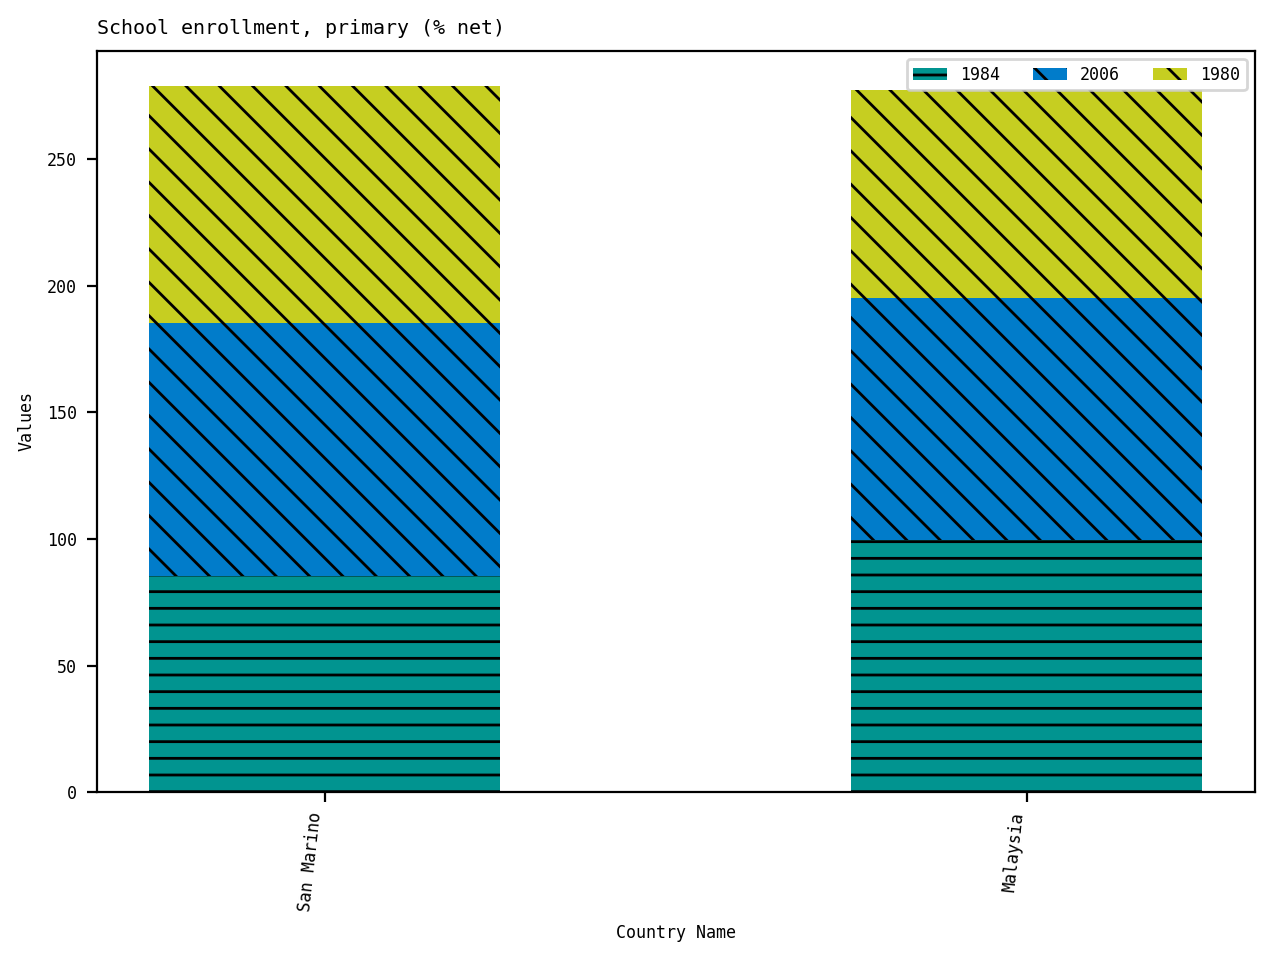 School enrollment, primary (% net)
1984 2006 1980
250
200
150
100
50
0
Values
San Marino
Malaysia
Country Name